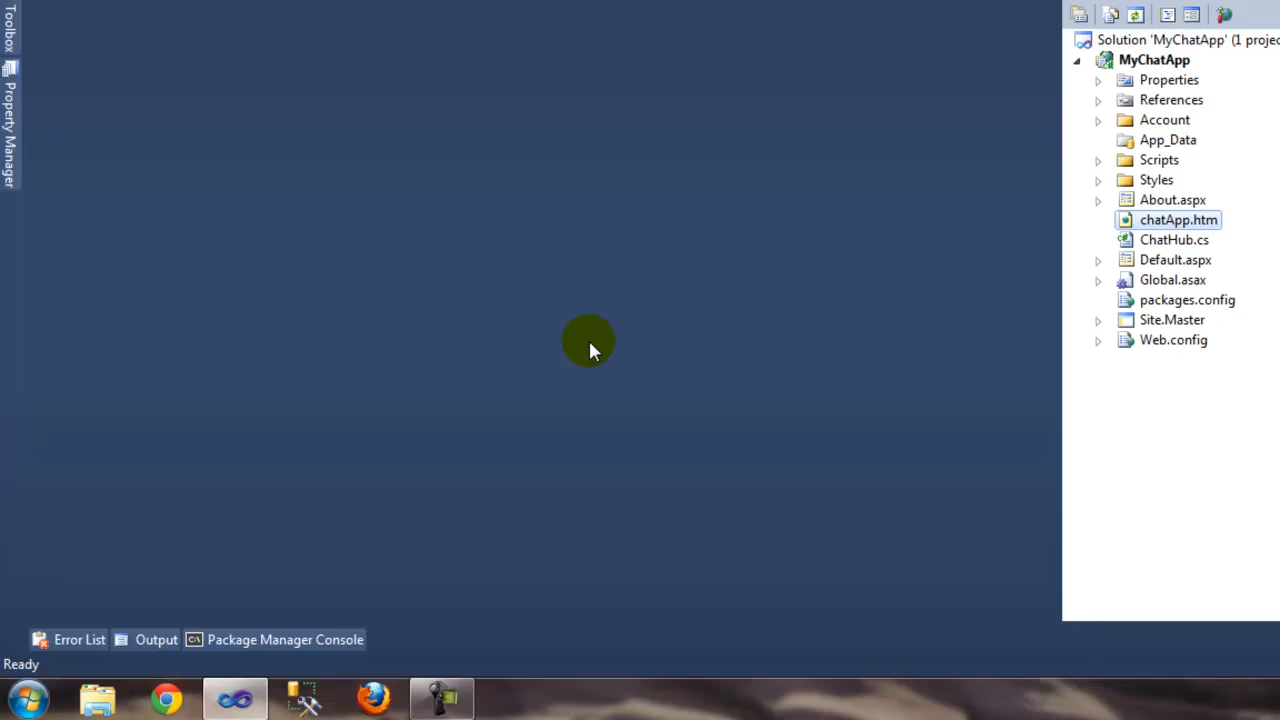 Toolbox
Property Manager
Solution 'MyChatApp' (1 projec
MyChatApp
Properties
References
Account
App_Data
Scripts
Styles
About.aspx
chatApp.htm
ChatHub.cs
Default.aspx
Global.asax
packages.config
Site.Master
Web.config
Error List
Output
Package Manager Console
Ready